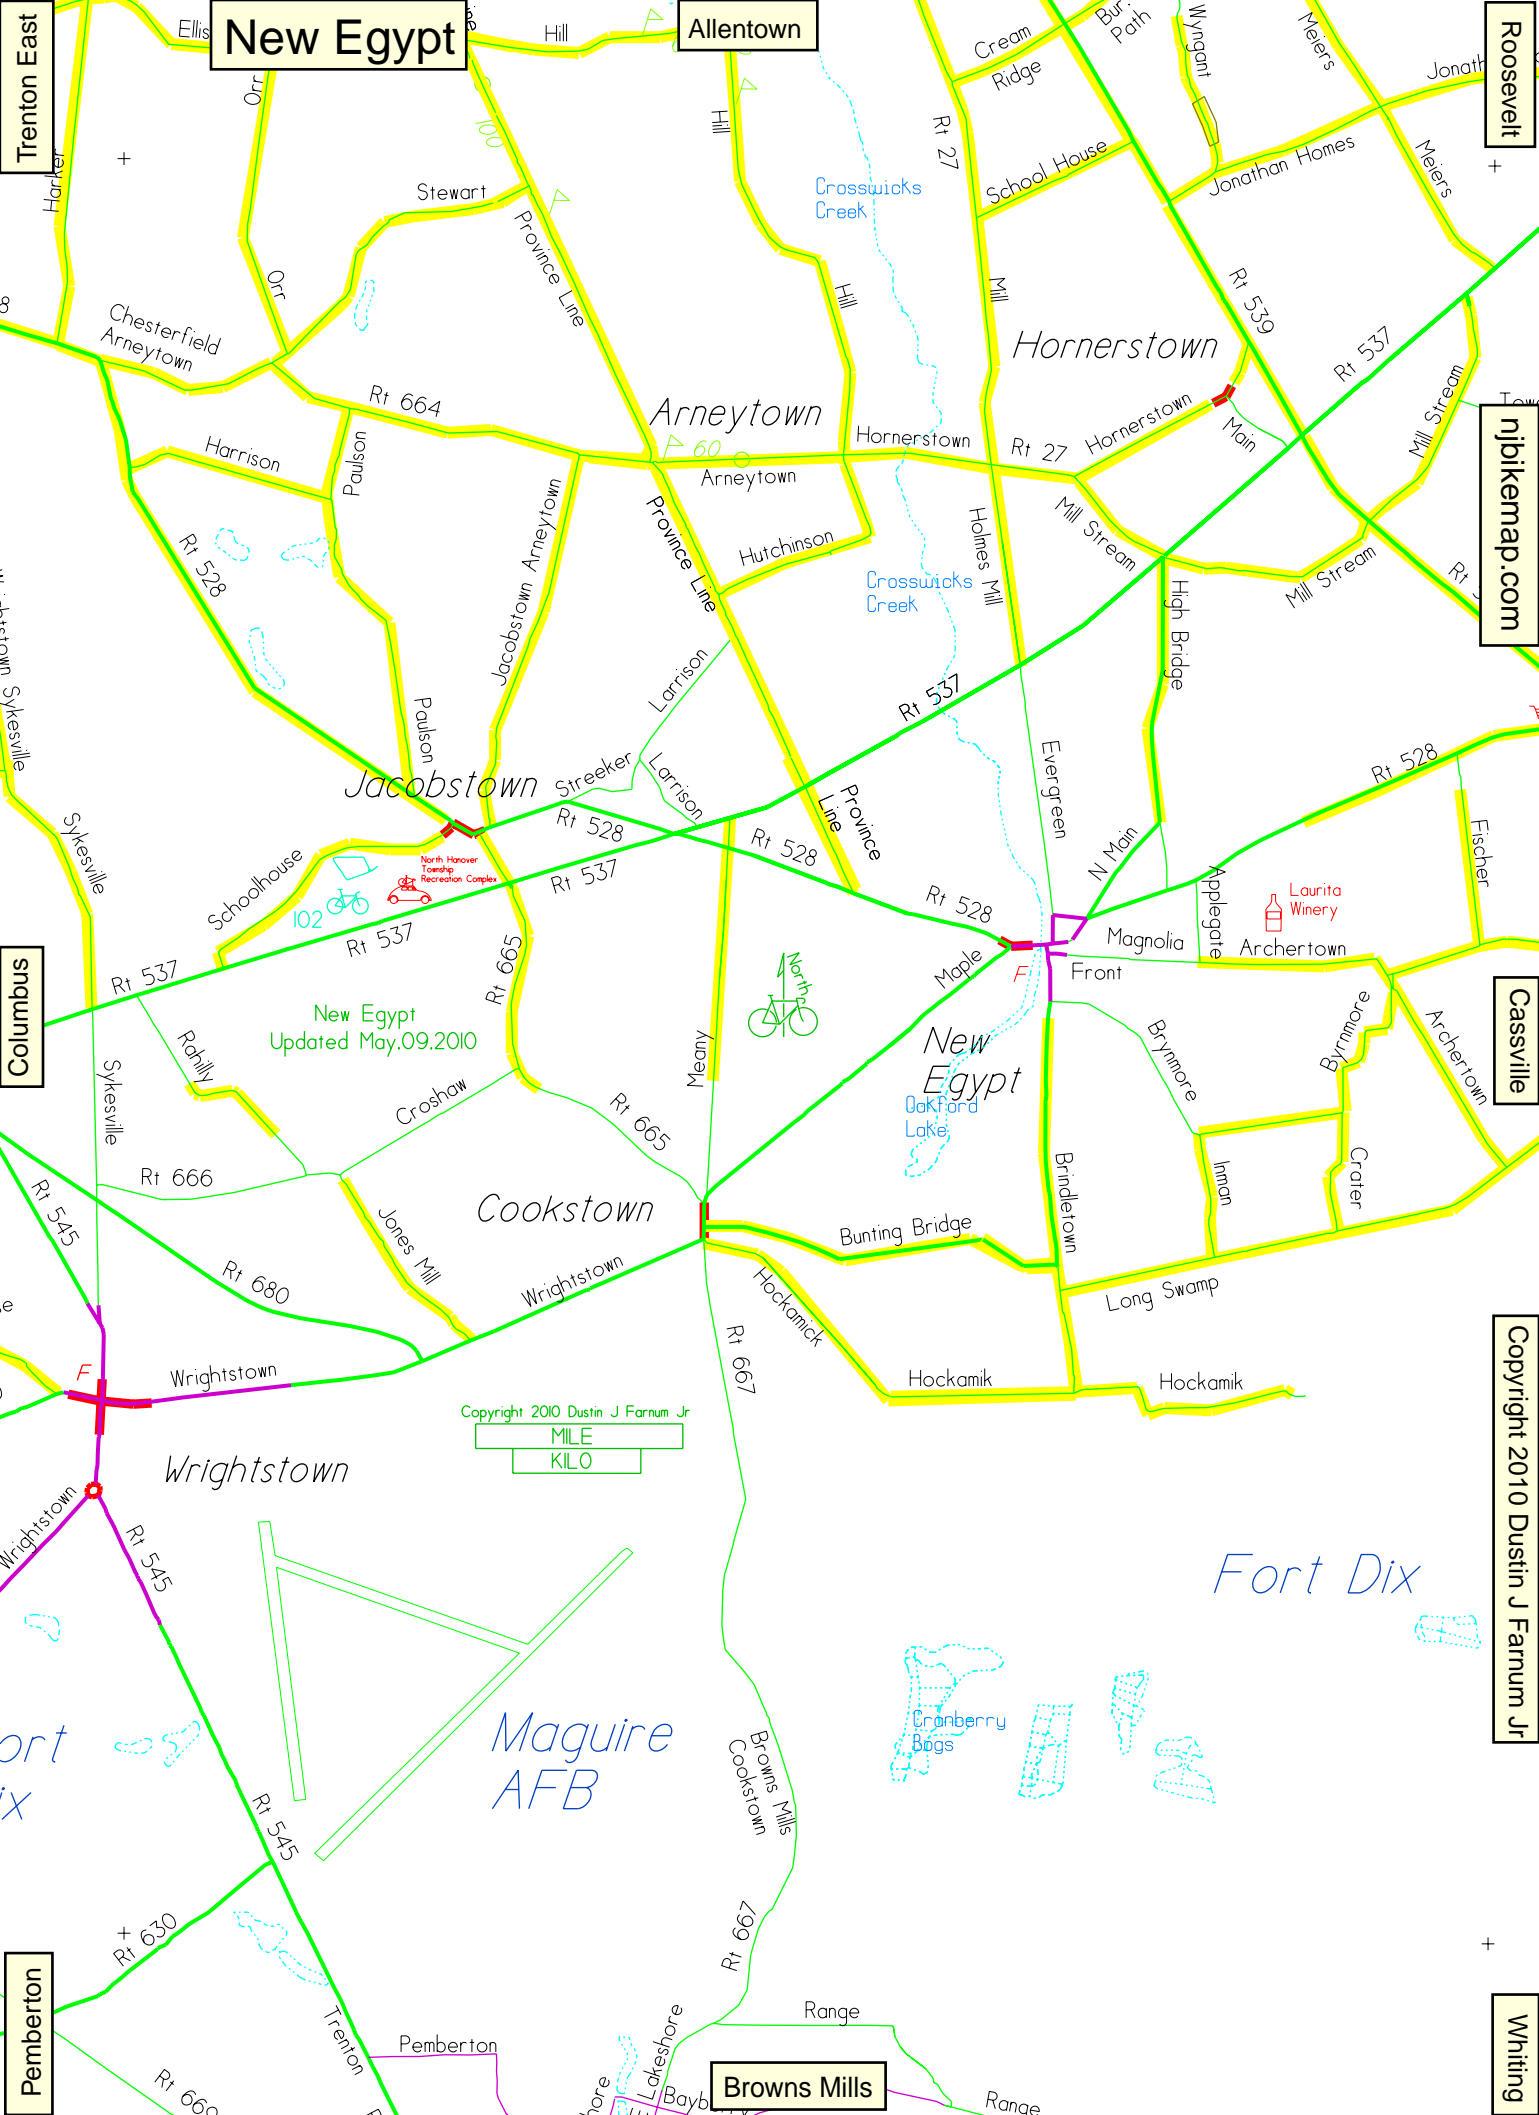 Trenton East
New Egypt
Allentown
Roosevelt
Ellis
Hill
Cream
Ridge
Bur.
Path
Wyngant
Meiers
Orr
100
Hill
Rt 27
School House
Jonathan Homes
Meiers
Harker
Stewart
Crosswicks
Creek
Province Line
Orr
Hill
Mill
Rt 539
Chesterfield
Arneytown
Hornerstown
Rt 537
Rt 664
Arneytown
Hornerstown
Main
Mill Stream
njbikemap.com
Harrison
Paulson
60
Arneytown
Hornerstown
Rt 27
Jacobstown Arneytown
Province Line
Holmes Mill
Mill Stream
Rt 528
Hutchinson
Crosswicks
Creek
High Bridge
Mill Stream
Larrison
Rt 537
Sykesville
Paulson
Evergreen
Rt 528
Jacobstown
Streeker
Larrison
Province
Line
Rt 528
Rt 528
N Main
Fischer
Sykesville
Schoolhouse
North Hanover
Township
Recreation Complex
102
Rt 537
Rt 537
Rt 528
Applegate
Laurita
Winery
Columbus
Rt 537
Rt 665
North
Maple
F
Magnolia
Front
Archertown
Cassville
New Egypt
Updated May.09.2010
Rahilly
Croshaw
Meany
New
Egypt
Oakford
Lake
Brynmore
Byrnmore
Archertown
Sykesville
Rt 665
Rt 666
Rt 545
Cookstown
Brindletown
Inman
Crater
Jones Mill
Bunting Bridge
Rt 680
Wrightstown
Hockamick
Long Swamp
F
Wrightstown
Rt 667
Hockamik
Hockamik
Copyright 2010 Dustin J Farnum Jr
MILE
KILO
Copyright 2010 Dustin J Farnum Jr
Wrightstown
Wrightstown
Rt 545
Fort Dix
Maguire
AFB
Cranberry
Bogs
Browns Mills
Cookstown
Rt 545
Rt 630
Rt 667
Pemberton
Trenton
Pemberton
Lakeshore
Range
Browns Mills
Range
Whiting